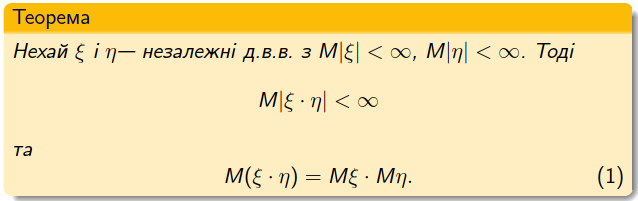 Теорема
Нехай ξ і η— незалежні д.в.в. з M|ξ| < ∞, M|η| < ∞. Тоді
M|ξ · η| < ∞
та
M(ξ · η) = Mξ · Mη. (1)